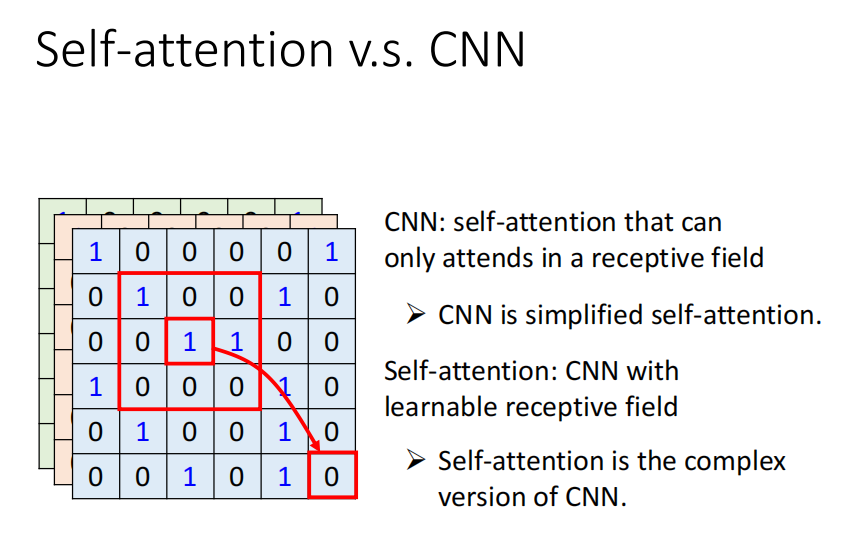 Self-attention v.s. CNN
1 0 0 0 0 1
0 1 0 0 1 0
0 0 1 1 0 0
1 0 0 0 1 0
0 1 0 0 1 0
0 0 1 0 1 0
CNN: self-attention that can
only attends in a receptive field
➢ CNN is simplified self-attention.
Self-attention: CNN with
learnable receptive field
➢ Self-attention is the complex
version of CNN.